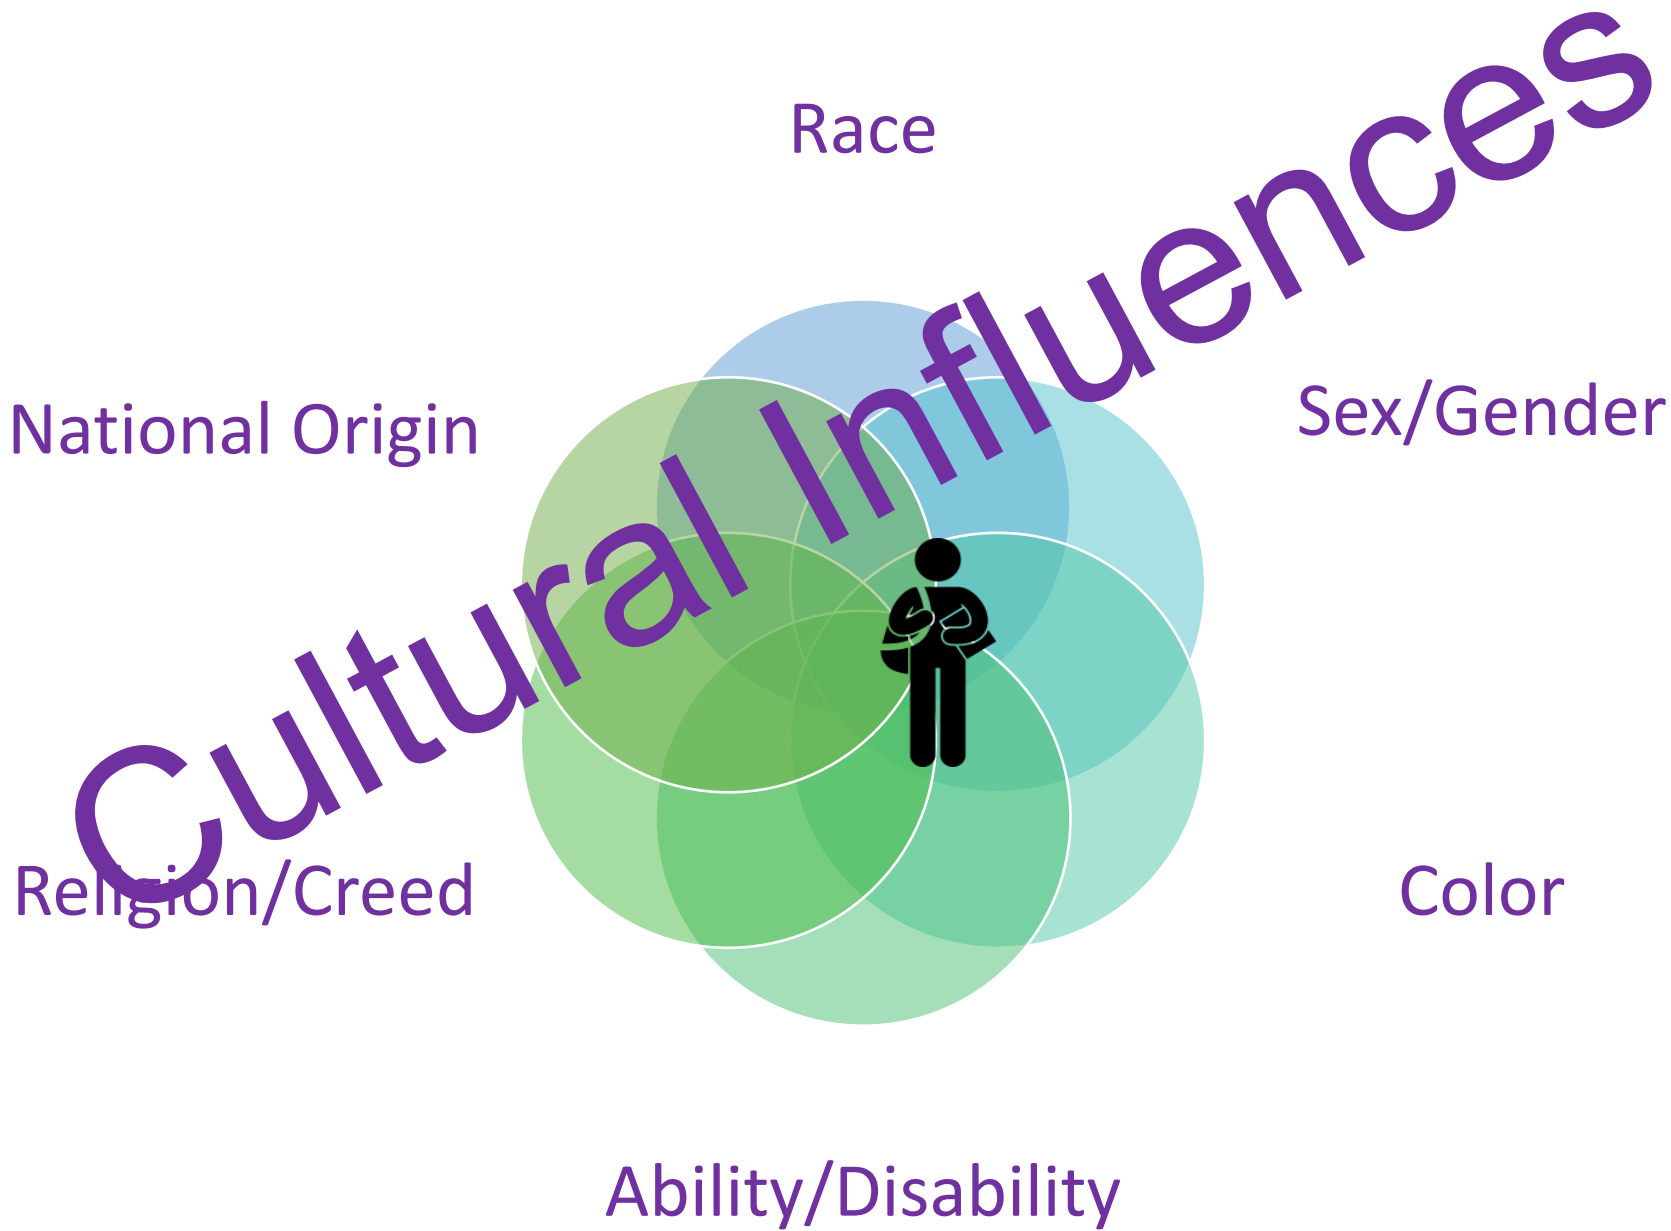 Race
Cultural Influences
National Origin
Sex/Gender
Religion/Creed
Color
Ability/Disability